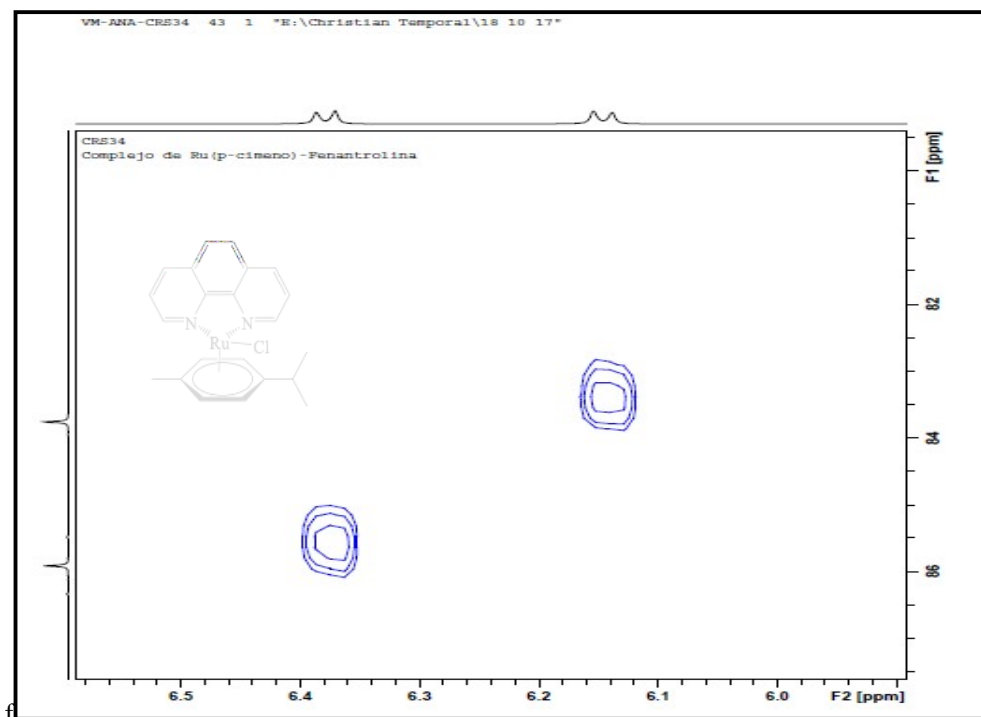 VM-ANA-CRS34 43 1 "E:\Christian Temporal\18 10 17"
CRS34
Complejo de Ru(p-cimeno)-Fenantrolina
F1 [ppm]
N
N
Ru
Cl
82
84
86
6.5 6.4 6.3 6.2 6.1 6.0 F2 [ppm]
f